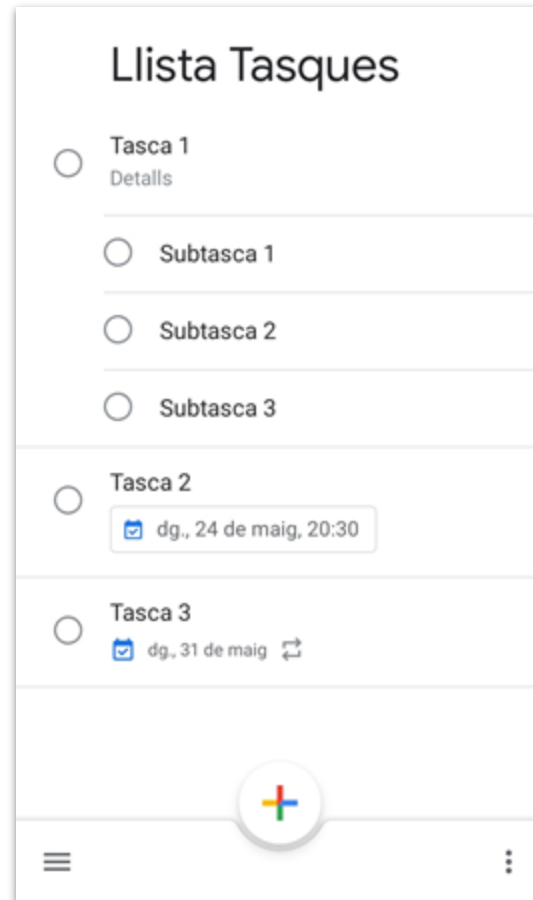 Llista Tasques
Tasca 1
Detalls
Subtasca 1
Subtasca 2
Subtasca 3
Tasca 2
dg., 24 de maig, 20:30
Tasca 3
dg., 31 de maig